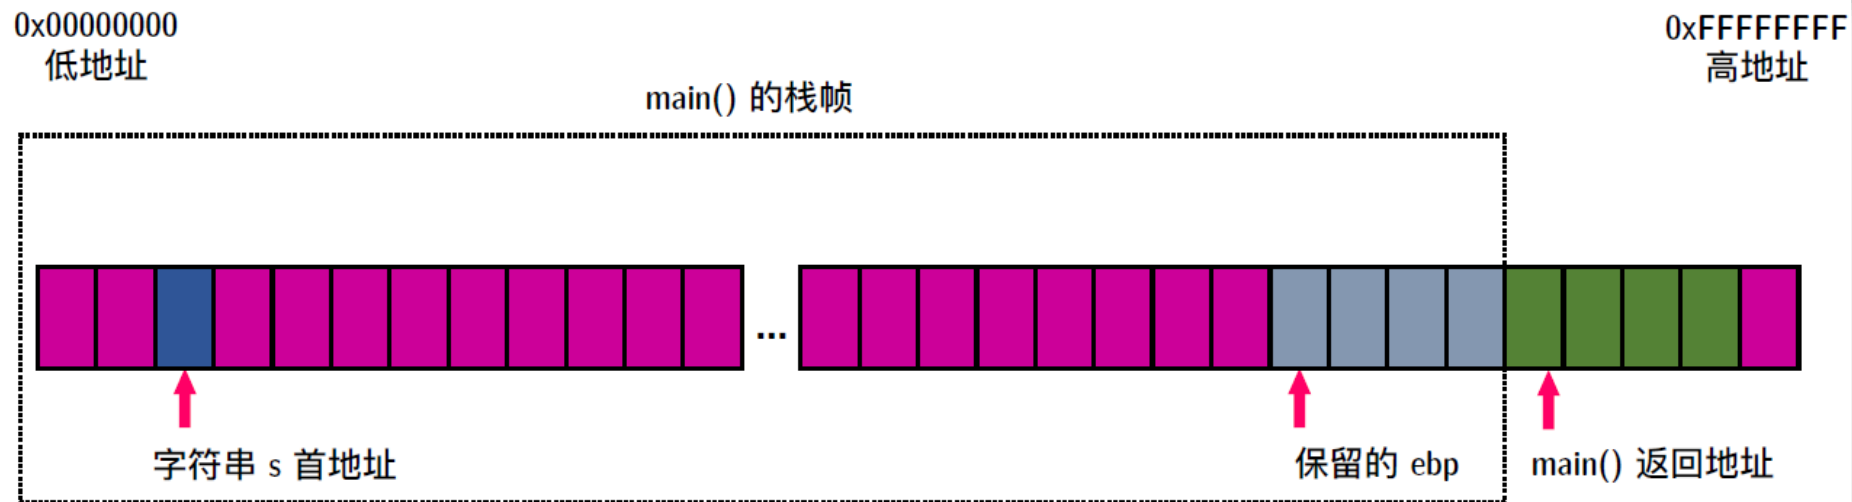 0x00000000
低地址
0xFFFFFFFF
高地址
main() 的栈帧
...
字符串 s 首地址
保留的 ebp
main() 返回地址